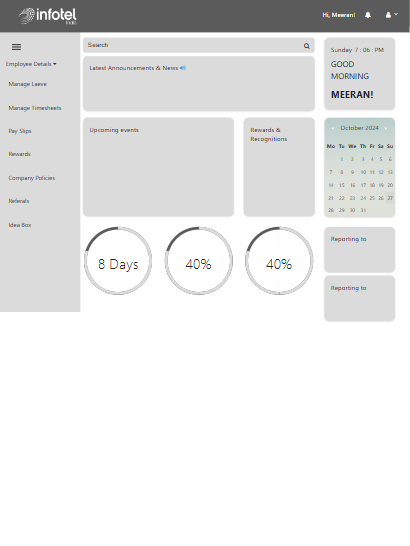 infotel
India
Hi, Meeran!
Employee Details
Manage Laeve
Manage Timesheets
Pay Slips
Rewards
Company Policies
Referals
Idea Box
Search
Latest Announcements & News
Upcoming events
Rewards &
Recognitions
8 Days
40%
40%
Sunday 7 : 06 : PM
GOOD
MORNING
MEERAN!
October 2024
Mo Tu We Th Fr Sa Su
1 2 3 4 5 6
7 8 9 10 11 12 13
14 15 16 17 18 19 20
21 22 23 24 25 26 27
28 29 30 31
Reporting to
Reporting to